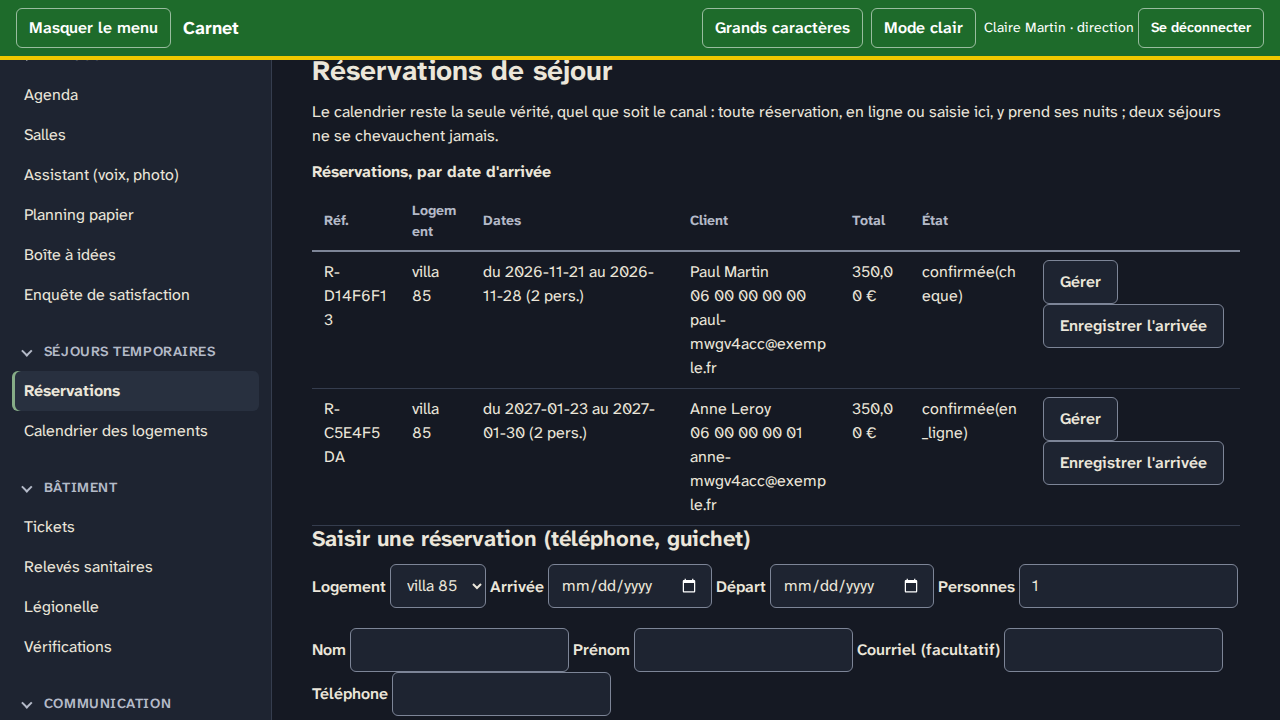 Masquer le menu
Carnet
Grands caractères
Mode clair
Claire Martin · direction
Se déconnecter
Agenda
Salles
Assistant (voix, photo)
Planning papier
Boîte à idées
Enquête de satisfaction
SÉJOURS TEMPORAIRES
Réservations
Calendrier des logements
BÂTIMENT
Tickets
Relevés sanitaires
Légionelle
Vérifications
COMMUNICATION
Réservations de séjour
Le calendrier reste la seule vérité, quel que soit le canal : toute réservation, en ligne ou saisie ici, y prend ses nuits ; deux séjours
ne se chevauchent jamais.
Réservations, par date d'arrivée
Réf.
Logem
ent
Dates
Client
Total
État
R-
D14F6F1
3
villa
85
du 2026-11-21 au 2026-
11-28 (2 pers.)
Paul Martin
06 00 00 00 00
paul-
mwgv4acc@exemp
le.fr
350,0
0 €
confirmée(ch
eque)
Gérer
Enregistrer l'arrivée
R-
C5E4F5
DA
villa
85
du 2027-01-23 au 2027-
01-30 (2 pers.)
Anne Leroy
06 00 00 00 01
anne-
mwgv4acc@exemp
le.fr
350,0
0 €
confirmée(en
_ligne)
Gérer
Enregistrer l'arrivée
Saisir une réservation (téléphone, guichet)
Logement villa 85 Arrivée mm/dd/yyyy Départ mm/dd/yyyy Personnes 1
Nom Prénom Courriel (facultatif)
Téléphone